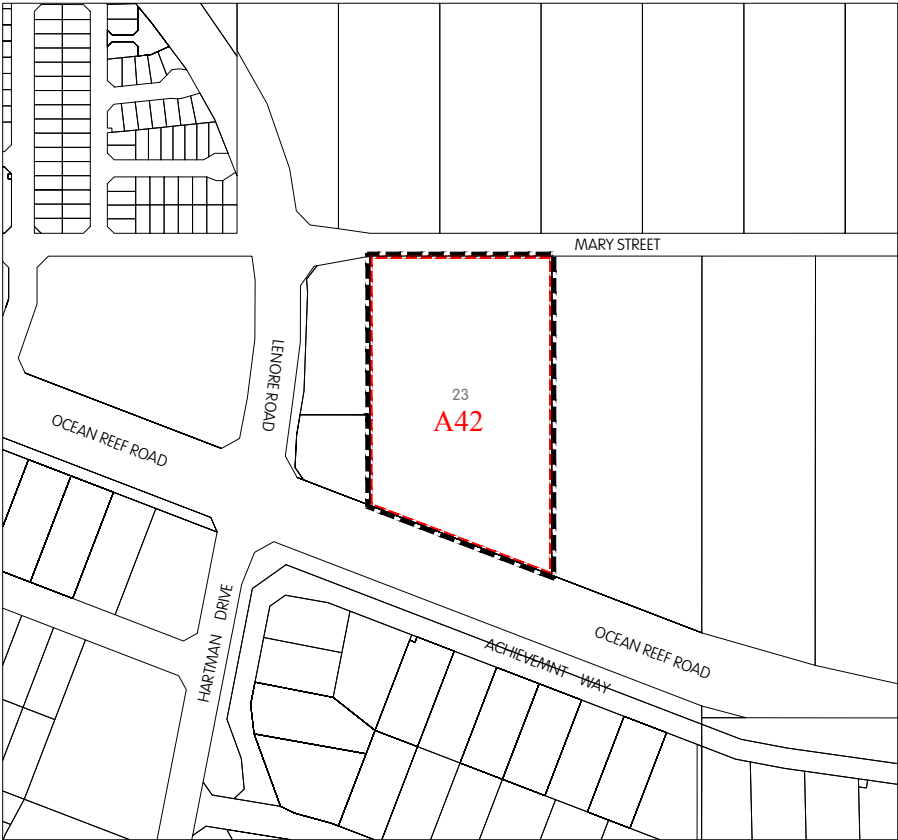 MARY STREET
LENORE ROAD
23
A42
OCEAN REEF ROAD
HARTMAN DRIVE
OCEAN REEF ROAD
ACHIEVEMNT WAY